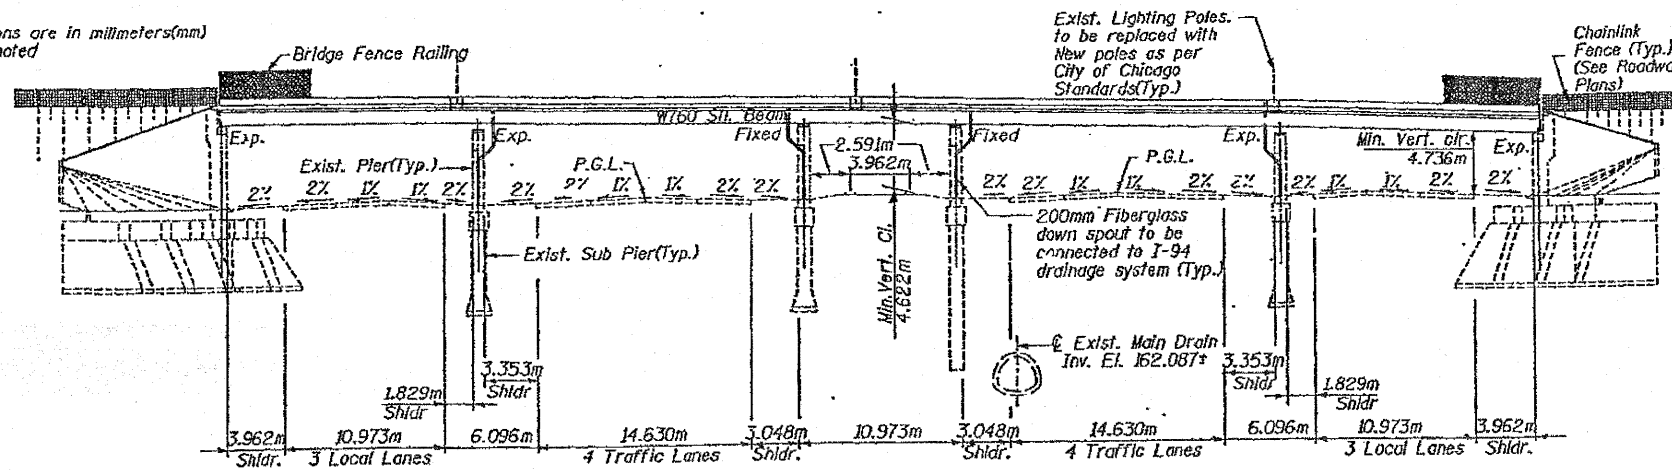 ons are in millimeters(mm)
noted
Bridge Fence Railing
Exist. Lighting Poles.
to be replaced with
New poles as per
City of Chicago
Standards(Typ.)
Chainlink
Fence (Typ.)
(See Roadwa
Plans)
W760 Stl. Beam
Exp.
Exp.
Fixed
Fixed
Exp.
Exp.
Min. Vert. clr.
4.736m
2.591m
3.962m
Exist. Pier(Typ.)
P.G.L.
P.G.L.
2% 2% 1% 1% 2% 2% 2% 1% 1% 2% 2% 2% 2% 1% 1% 2% 2% 2% 1% 1% 2% 2%
200mm Fiberglass
down spout to be
connected to I-94
drainage system (Typ.)
Exist. Sub Pier(Typ.)
Min. Vert. Cl.
4.622m
℄ Exist. Main Drain
Inv. El. 162.087±
3.353m
Shldr
3.353m
Shldr
1.829m
Shldr
1.829m
Shldr
3.962m 10.973m 6.096m 14.630m 3.048m 10.973m 3.048m 14.630m 6.096m 10.973m 3.962m
Shldr. 3 Local Lanes 4 Traffic Lanes Shldr. Shldr. 4 Traffic Lanes 3 Local Lanes Shldr.